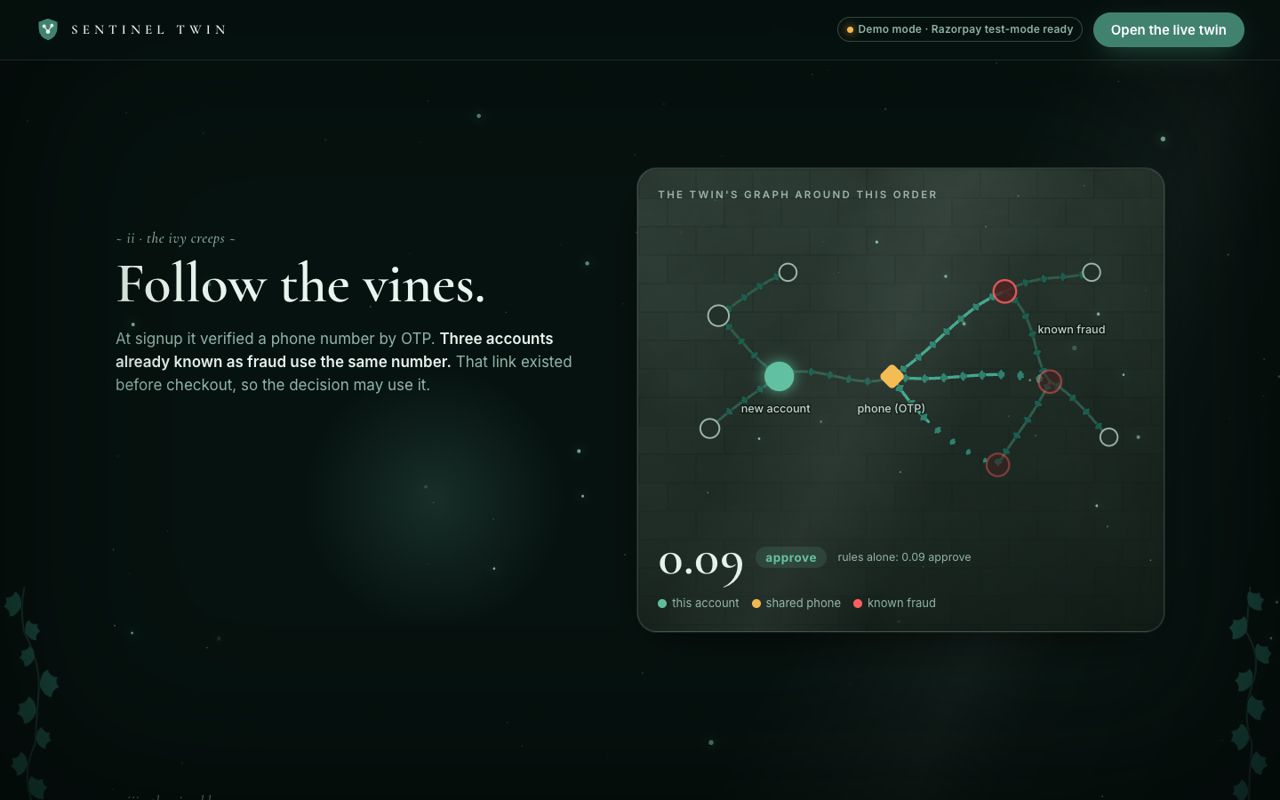 SENTINEL TWIN
Demo mode · Razorpay test-mode ready
Open the live twin
~ ii · the ivy creeps ~
Follow the vines.
At signup it verified a phone number by OTP. Three accounts
already known as fraud use the same number. That link existed
before checkout, so the decision may use it.
THE TWIN'S GRAPH AROUND THIS ORDER
known fraud
new account
phone (OTP)
0.09
approve
rules alone: 0.09 approve
this account
shared phone
known fraud